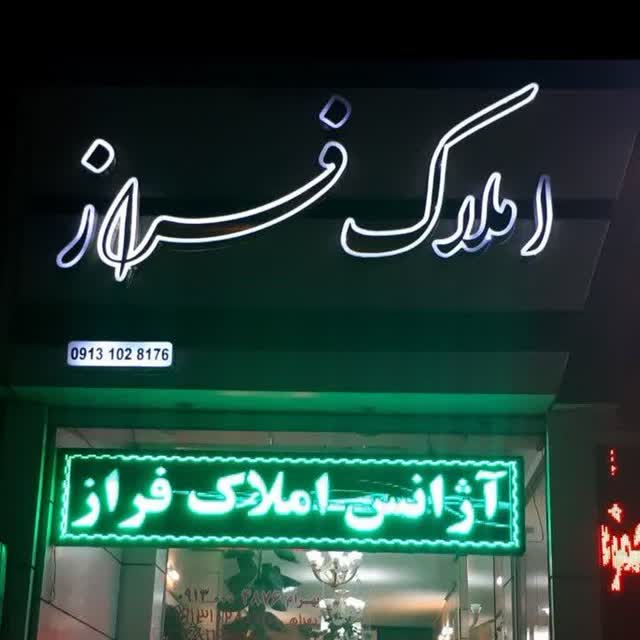 املاک فراز
0913 102 8176
آژانس املاک فراز